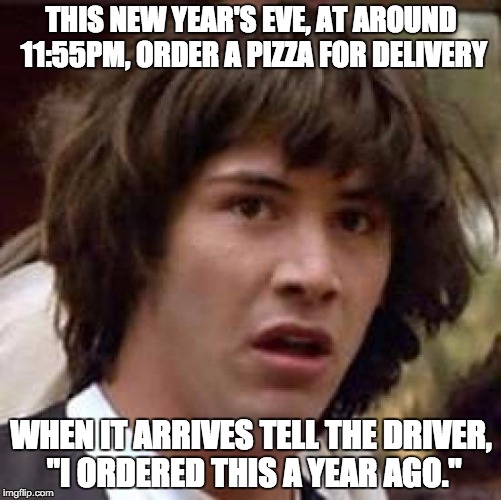 THIS NEW YEAR'S EVE, AT AROUND
11:55PM, ORDER A PIZZA FOR DELIVERY
WHEN IT ARRIVES TELL THE DRIVER,
"I ORDERED THIS A YEAR AGO."
imgflip.com